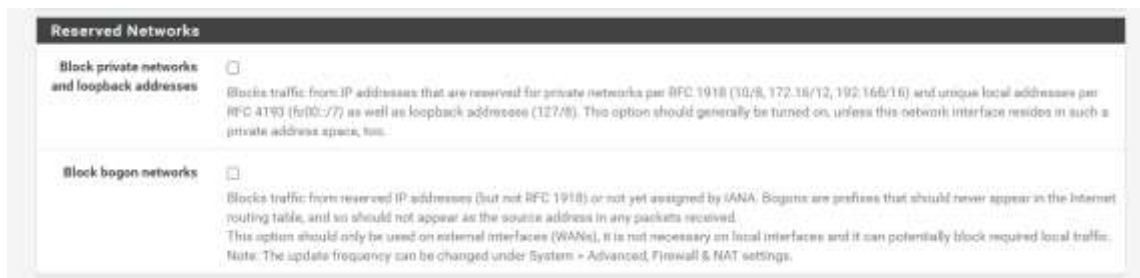 Reserved Networks
Block private networks
and loopback addresses
Blocks traffic from IP addresses that are reserved for private networks per RFC 1918 (10/8, 172.16/12, 192.168/16) and unique local addresses per
RFC 4193 (fc00::/7) as well as loopback addresses (127/8). This option should generally be turned on, unless this network interface resides in such a
private address space, too.
Block bogon networks
Blocks traffic from reserved IP addresses (but not RFC 1918) or not yet assigned by IANA. Bogons are prefixes that should never appear in the Internet
routing table, and so should not appear as the source address in any packets received.
This option should only be used on external interfaces (WANs), it is not necessary on local interfaces and it can potentially block required local traffic.
Note: The update frequency can be changed under System > Advanced, Firewall & NAT settings.